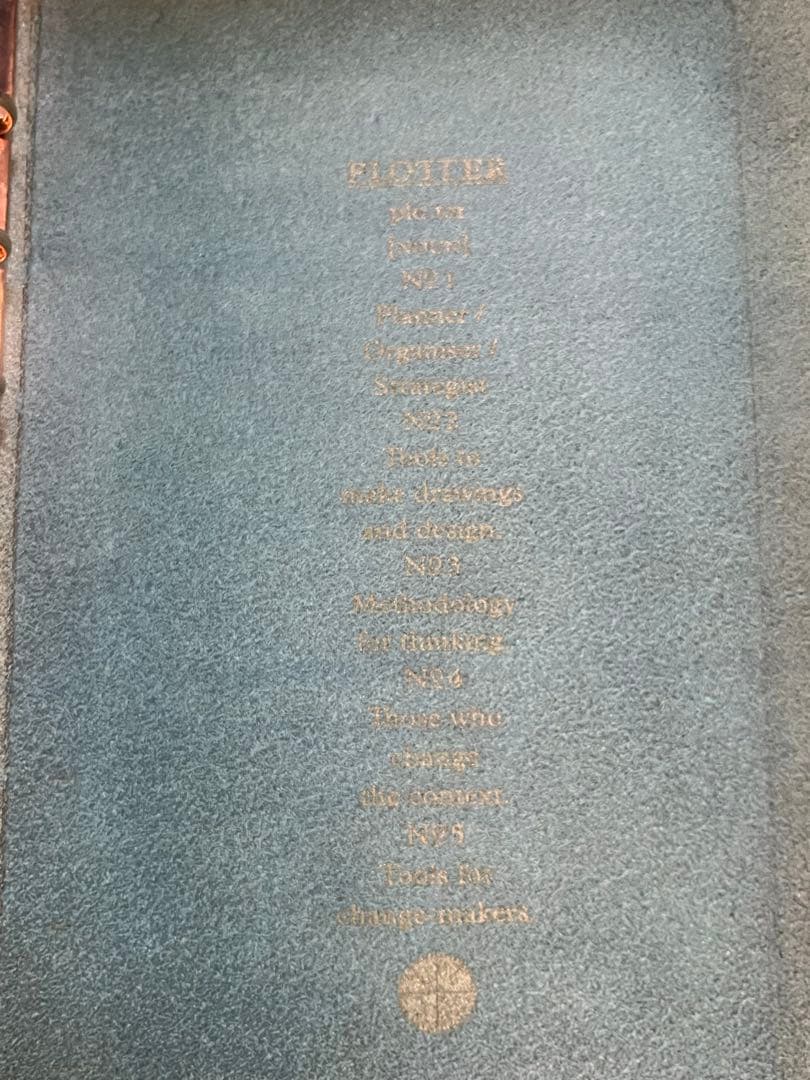 PLOTTER
[noun]
№1
Planner /
Organiser /
Strategist
№2
Tools to
make drawings
and design.
№3
Methodology
for thinking.
№4
Those who
change
the context.
№5
Tools for
change-makers.